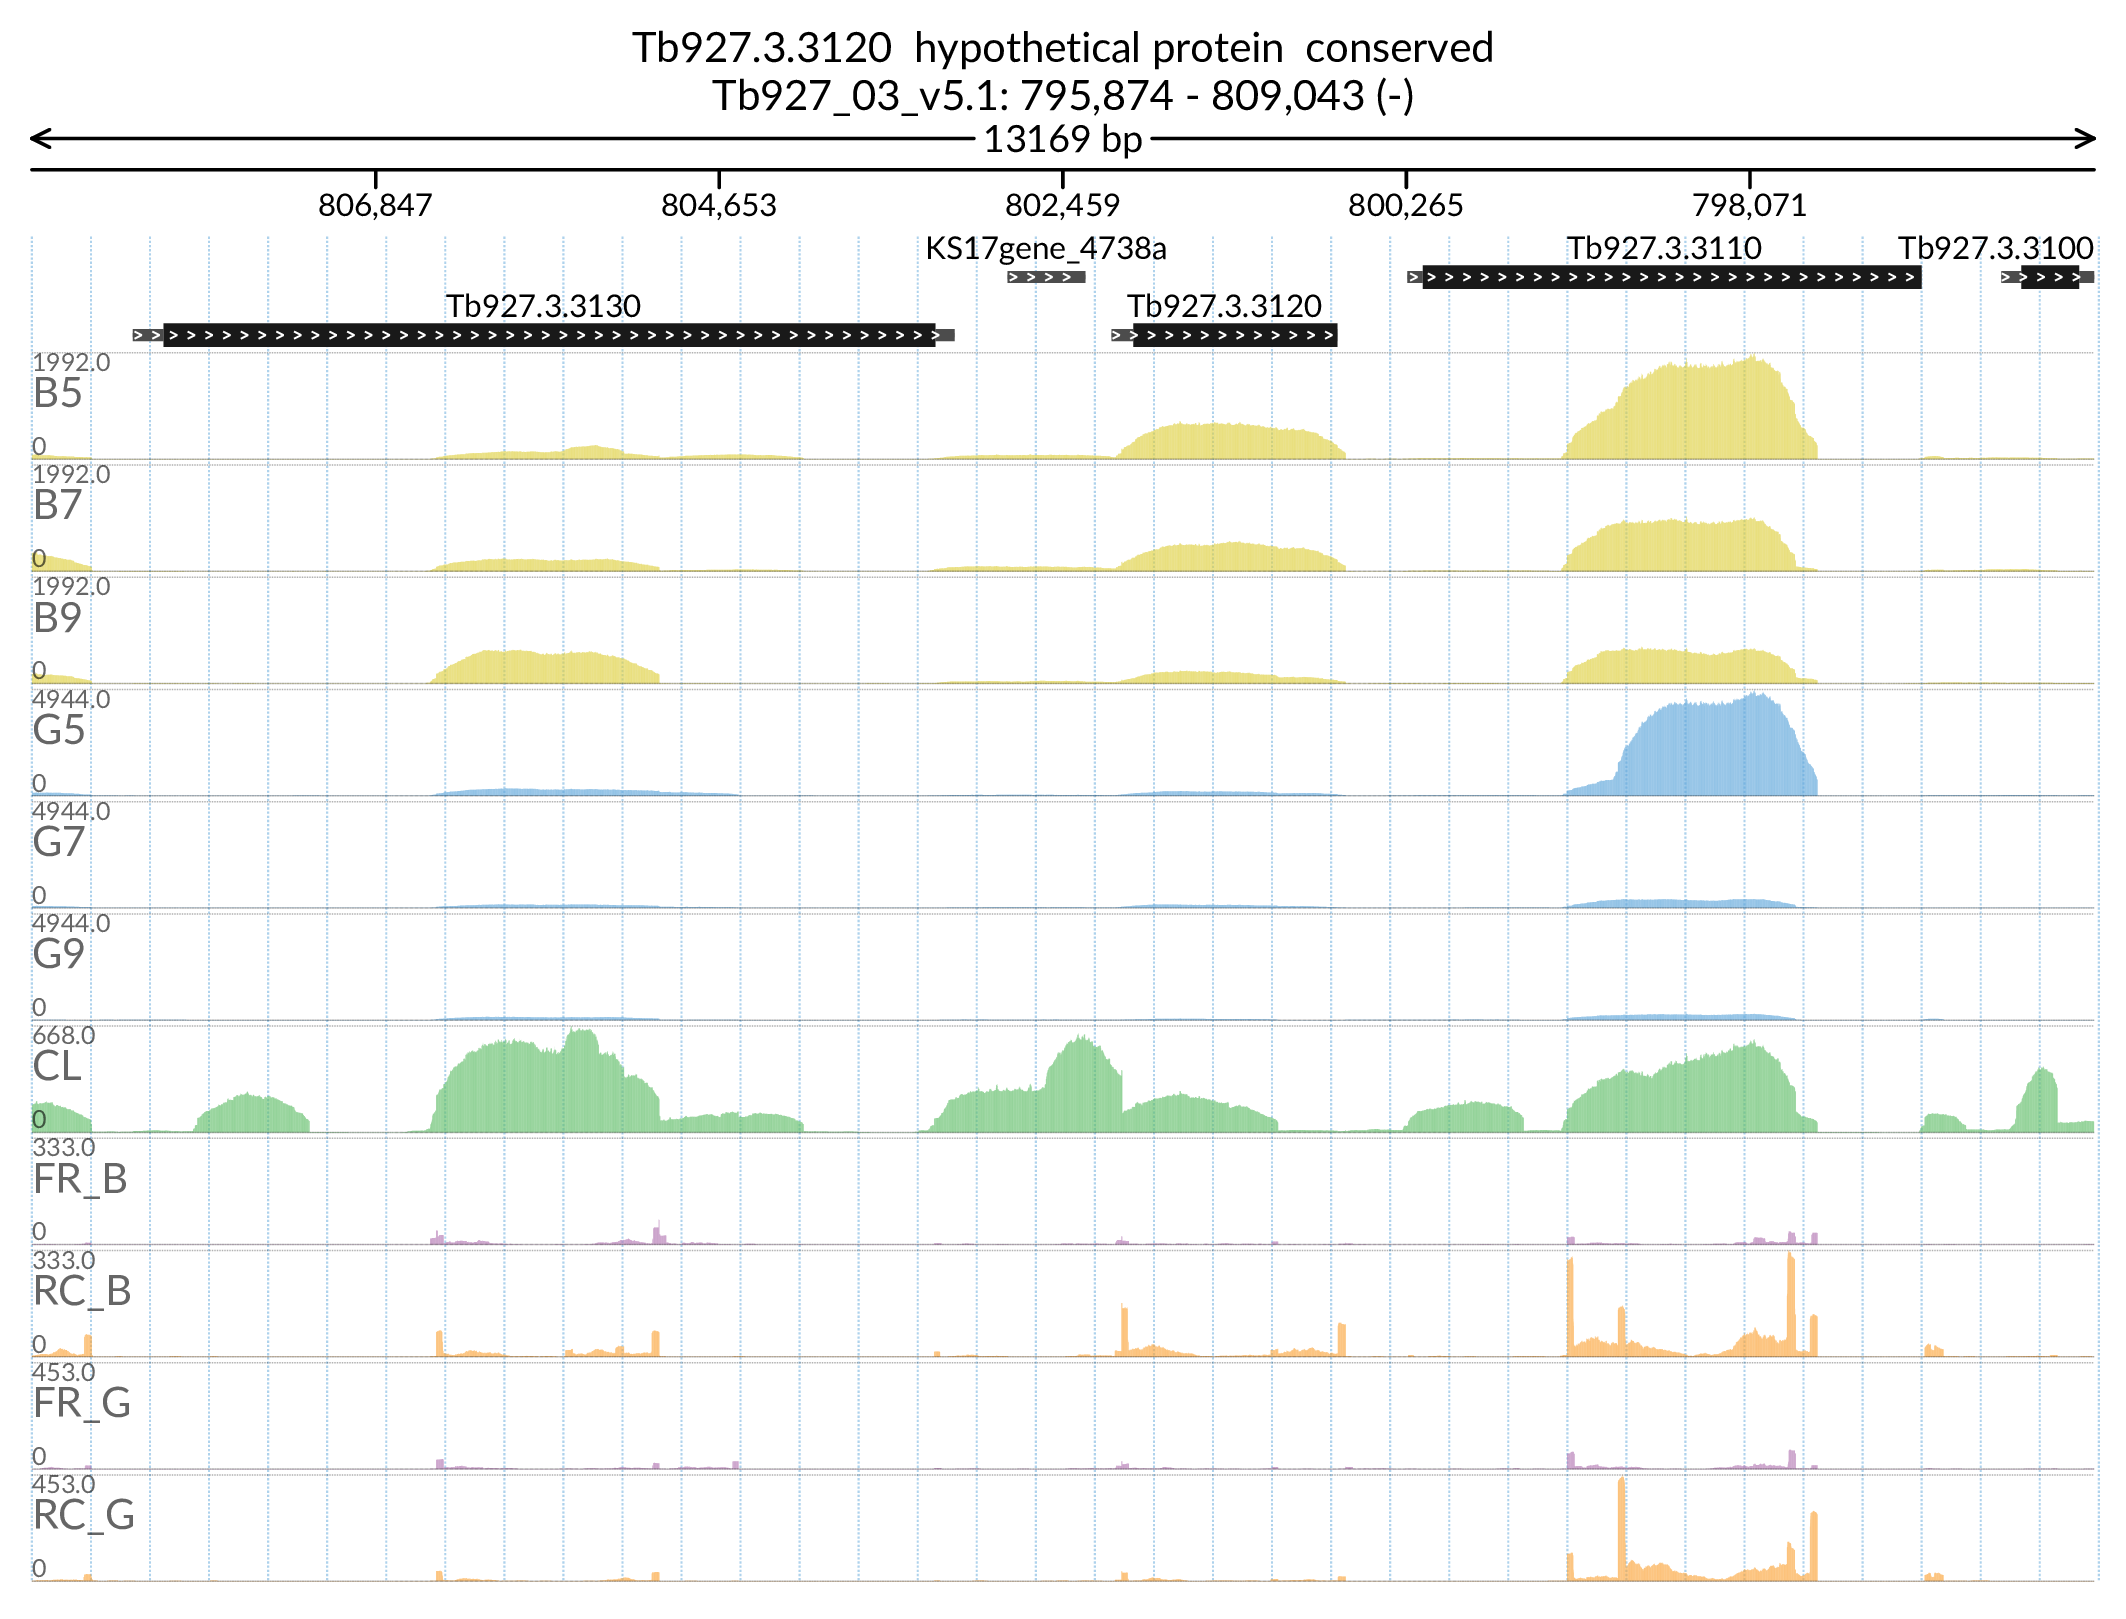 Tb927.3.3120  hypothetical protein  conserved
Tb927_03_v5.1: 795,874 - 809,043 (-)
13169 bp
806,847 804,653 802,459 800,265 798,071
KS17gene_4738a Tb927.3.3110 Tb927.3.3100
Tb927.3.3130 Tb927.3.3120
1992.0
B5
0
1992.0
B7
0
1992.0
B9
0
4944.0
G5
0
4944.0
G7
0
4944.0
G9
0
668.0
CL
0
333.0
FR_B
0
333.0
RC_B
0
453.0
FR_G
0
453.0
RC_G
0